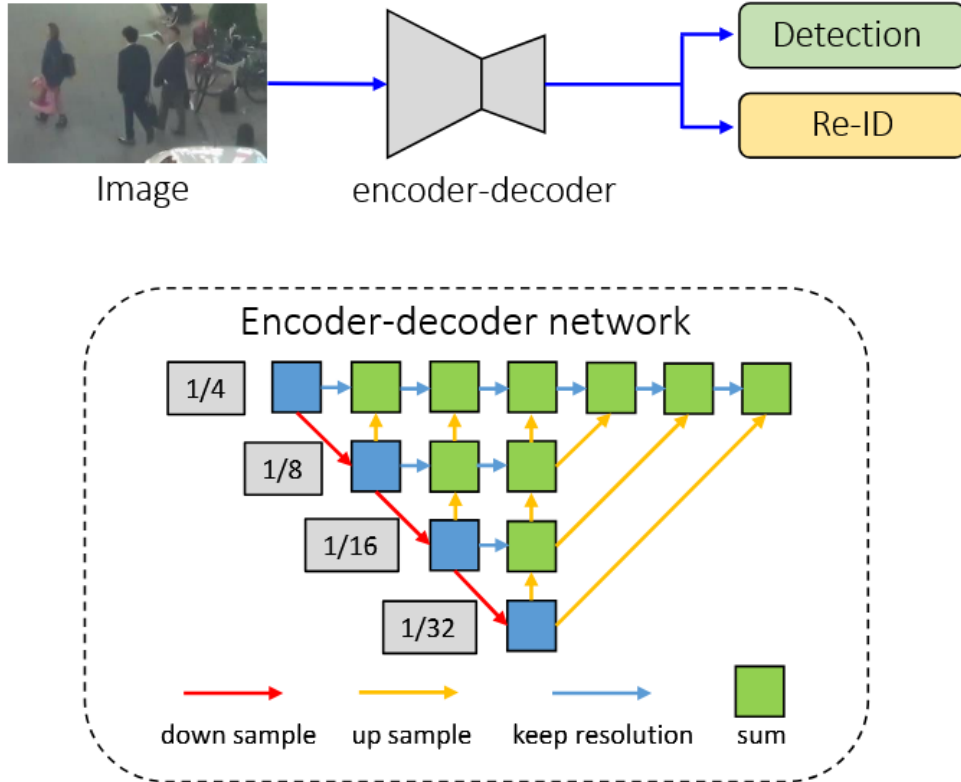 Detection
Re-ID
Image
encoder-decoder
Encoder-decoder network
1/4
1/8
1/16
1/32
down sample
up sample
keep resolution
sum